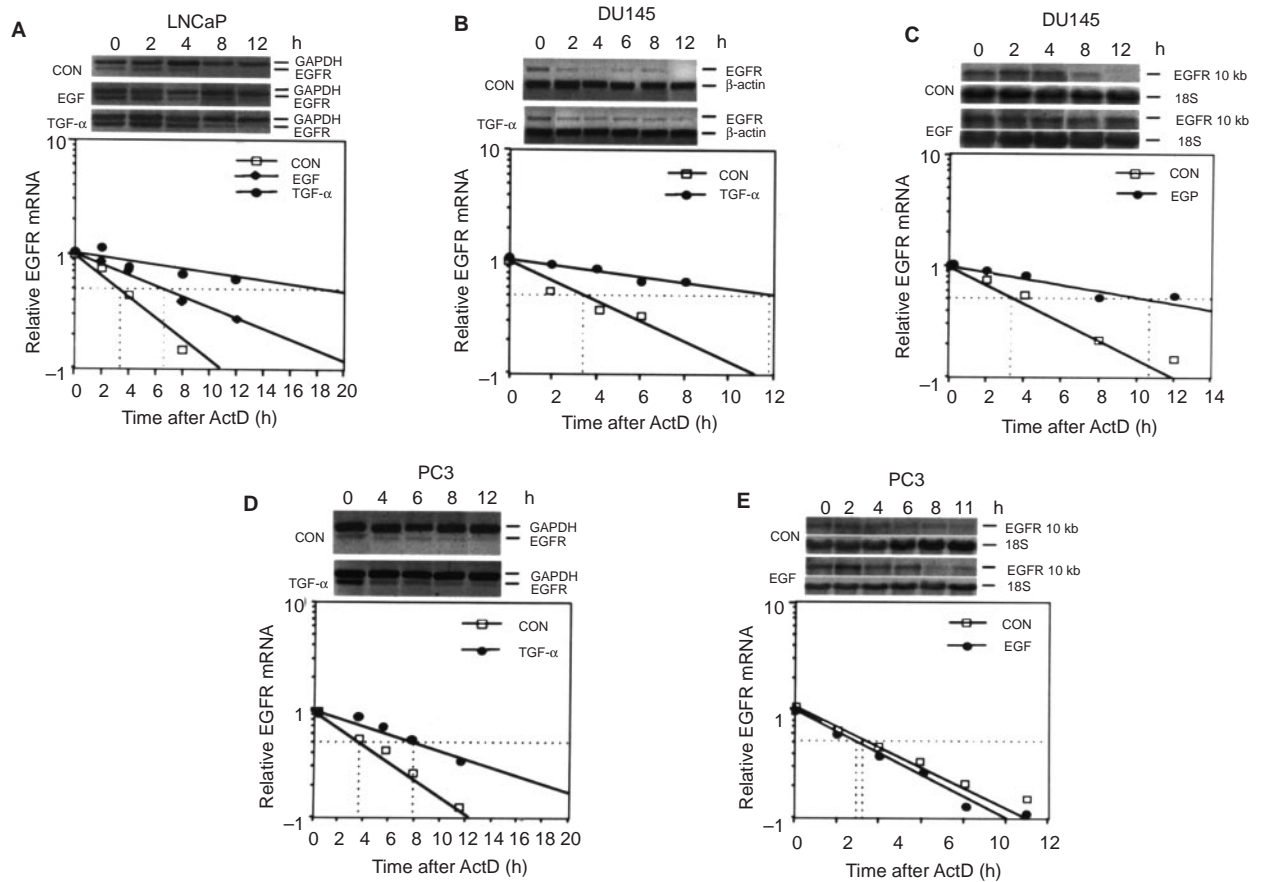 A
LNCaP
0 2 4 8 12 h
CON
GAPDH
EGFR
EGF
GAPDH
EGFR
TGF-α
GAPDH
EGFR
10
1
–1
Relative EGFR mRNA
CON
EGF
TGF-α
0 2 4 6 8 10 12 14 16 18 20
Time after ActD (h)
B
DU145
0 2 4 6 8 12 h
CON
EGFR
β-actin
TGF-α
EGFR
β-actin
10
1
–1
Relative EGFR mRNA
CON
TGF-α
0 2 4 6 8 10 12
Time after ActD (h)
C
DU145
0 2 4 8 12 h
CON
EGFR 10 kb
18S
EGF
EGFR 10 kb
18S
10
1
–1
Relative EGFR mRNA
CON
EGP
0 2 4 6 8 10 12 14
Time after ActD (h)
D
PC3
0 4 6 8 12 h
CON
GAPDH
EGFR
TGF-α
GAPDH
EGFR
10
1
–1
Relative EGFR mRNA
CON
TGF-α
0 2 4 6 8 10 12 14 16 18 20
Time after ActD (h)
E
PC3
0 2 4 6 8 11 h
CON
EGFR 10 kb
18S
EGF
EGFR 10 kb
18S
10
1
–1
Relative EGFR mRNA
CON
EGF
0 2 4 6 8 10 12
Time after ActD (h)